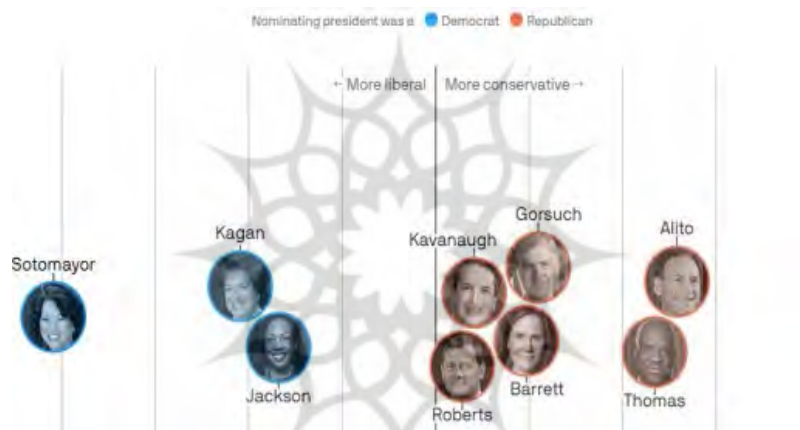 Nominating president was a Democrat Republican
← More liberal More conservative →
Gorsuch
Kagan
Kavanaugh
Alito
Sotomayor
Jackson
Barrett
Thomas
Roberts